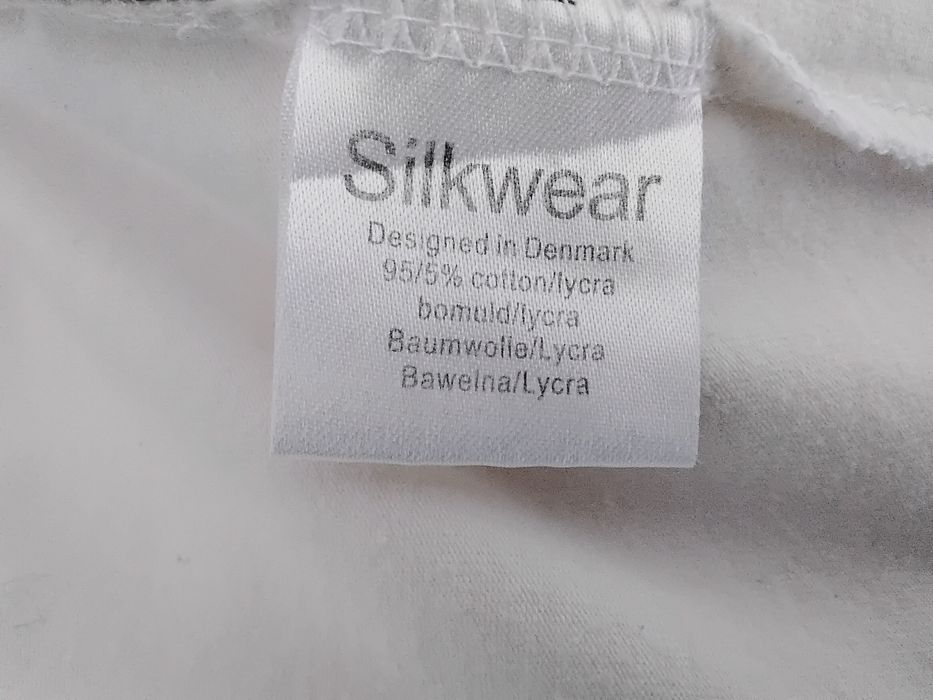 Silkwear
Designed in Denmark
95/5% cotton/lycra
bomuld/lycra
Baumwolle/Lycra
Bawelna/Lycra